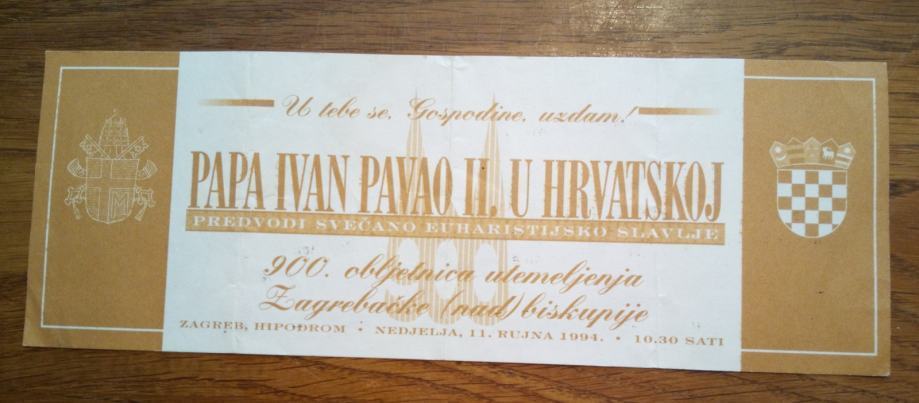 U tebe se, Gospodine, uzdam!
PAPA IVAN PAVAO II. U HRVATSKOJ
PREDVODI SVEČANO EUHARISTIJSKO SLAVLJE
900. obljetnica utemeljenja
Zagrebačke (nad)biskupije
ZAGREB, HIPODROM • NEDJELJA, 11. RUJNA 1994. • 10.30 SATI